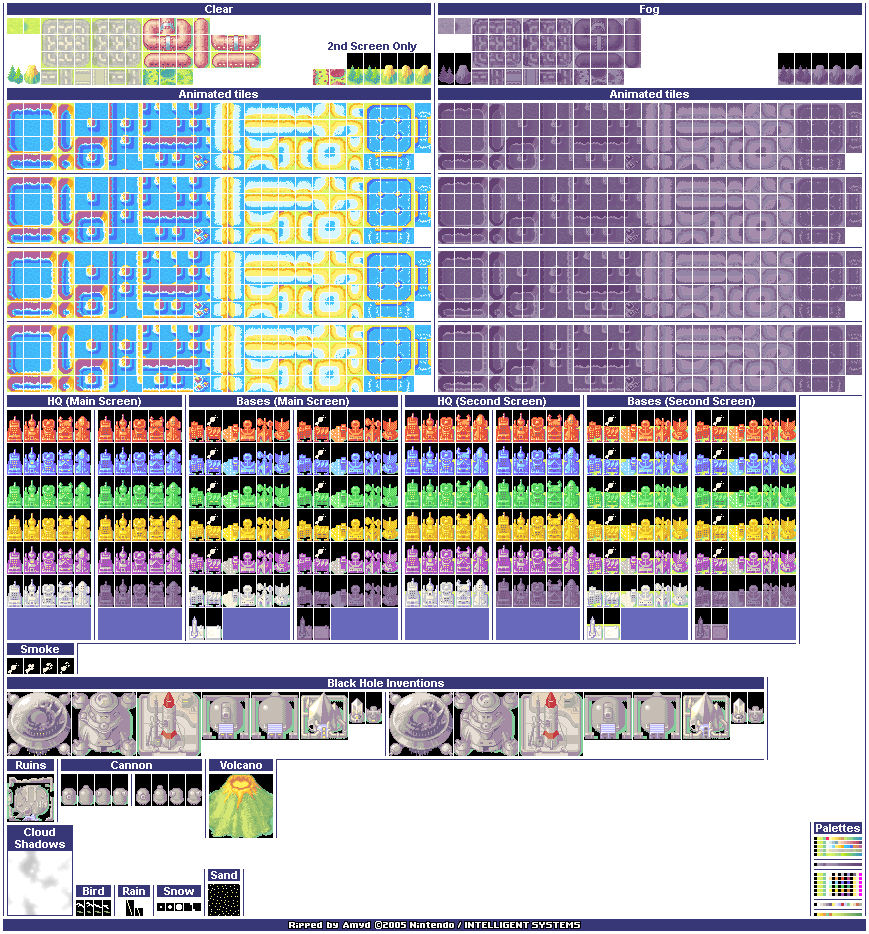 Clear
Fog
2nd Screen Only
Animated tiles
Animated tiles
HQ (Main Screen)
Bases (Main Screen)
HQ (Second Screen)
Bases (Second Screen)
Smoke
Black Hole Inventions
Ruins
Cannon
Volcano
Cloud
Shadows
Palettes
Bird
Rain
Snow
Sand
Ripped by Amyd ©2005 Nintendo / INTELLIGENT SYSTEMS